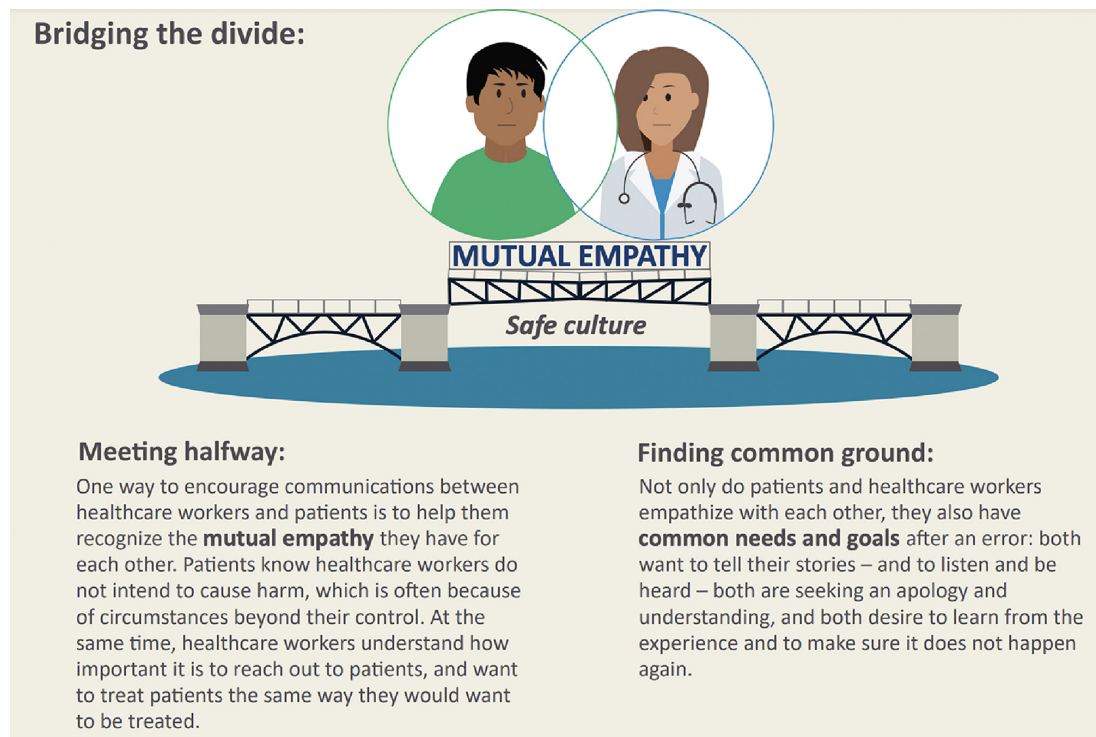 Bridging the divide:
MUTUAL EMPATHY
Safe culture
Meeting halfway:
One way to encourage communications between
healthcare workers and patients is to help them
recognize the mutual empathy they have for
each other. Patients know healthcare workers do
not intend to cause harm, which is often because
of circumstances beyond their control. At the
same time, healthcare workers understand how
important it is to reach out to patients, and want
to treat patients the same way they would want
to be treated.
Finding common ground:
Not only do patients and healthcare workers
empathize with each other, they also have
common needs and goals after an error: both
want to tell their stories – and to listen and be
heard – both are seeking an apology and
understanding, and both desire to learn from the
experience and to make sure it does not happen
again.